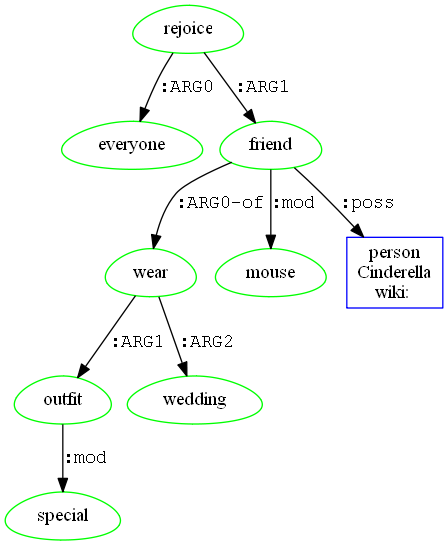 rejoice
:ARG0 :ARG1
everyone friend
:ARG0-of :mod :poss
wear mouse person
Cinderella
wiki:
:ARG1 :ARG2
outfit wedding
:mod
special